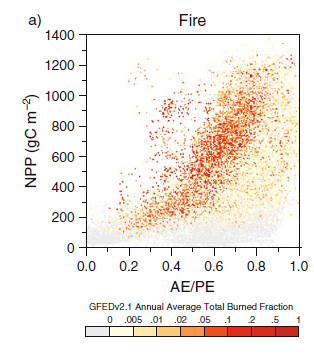 a)
Fire
1400
1200
1000
800
600
400
200
0
NPP (gC m⁻²)
0.0 0.2 0.4 0.6 0.8 1.0
AE/PE
GFEDv2.1 Annual Average Total Burned Fraction
0 .005 .01 .02 .05 .1 .2 .5 1